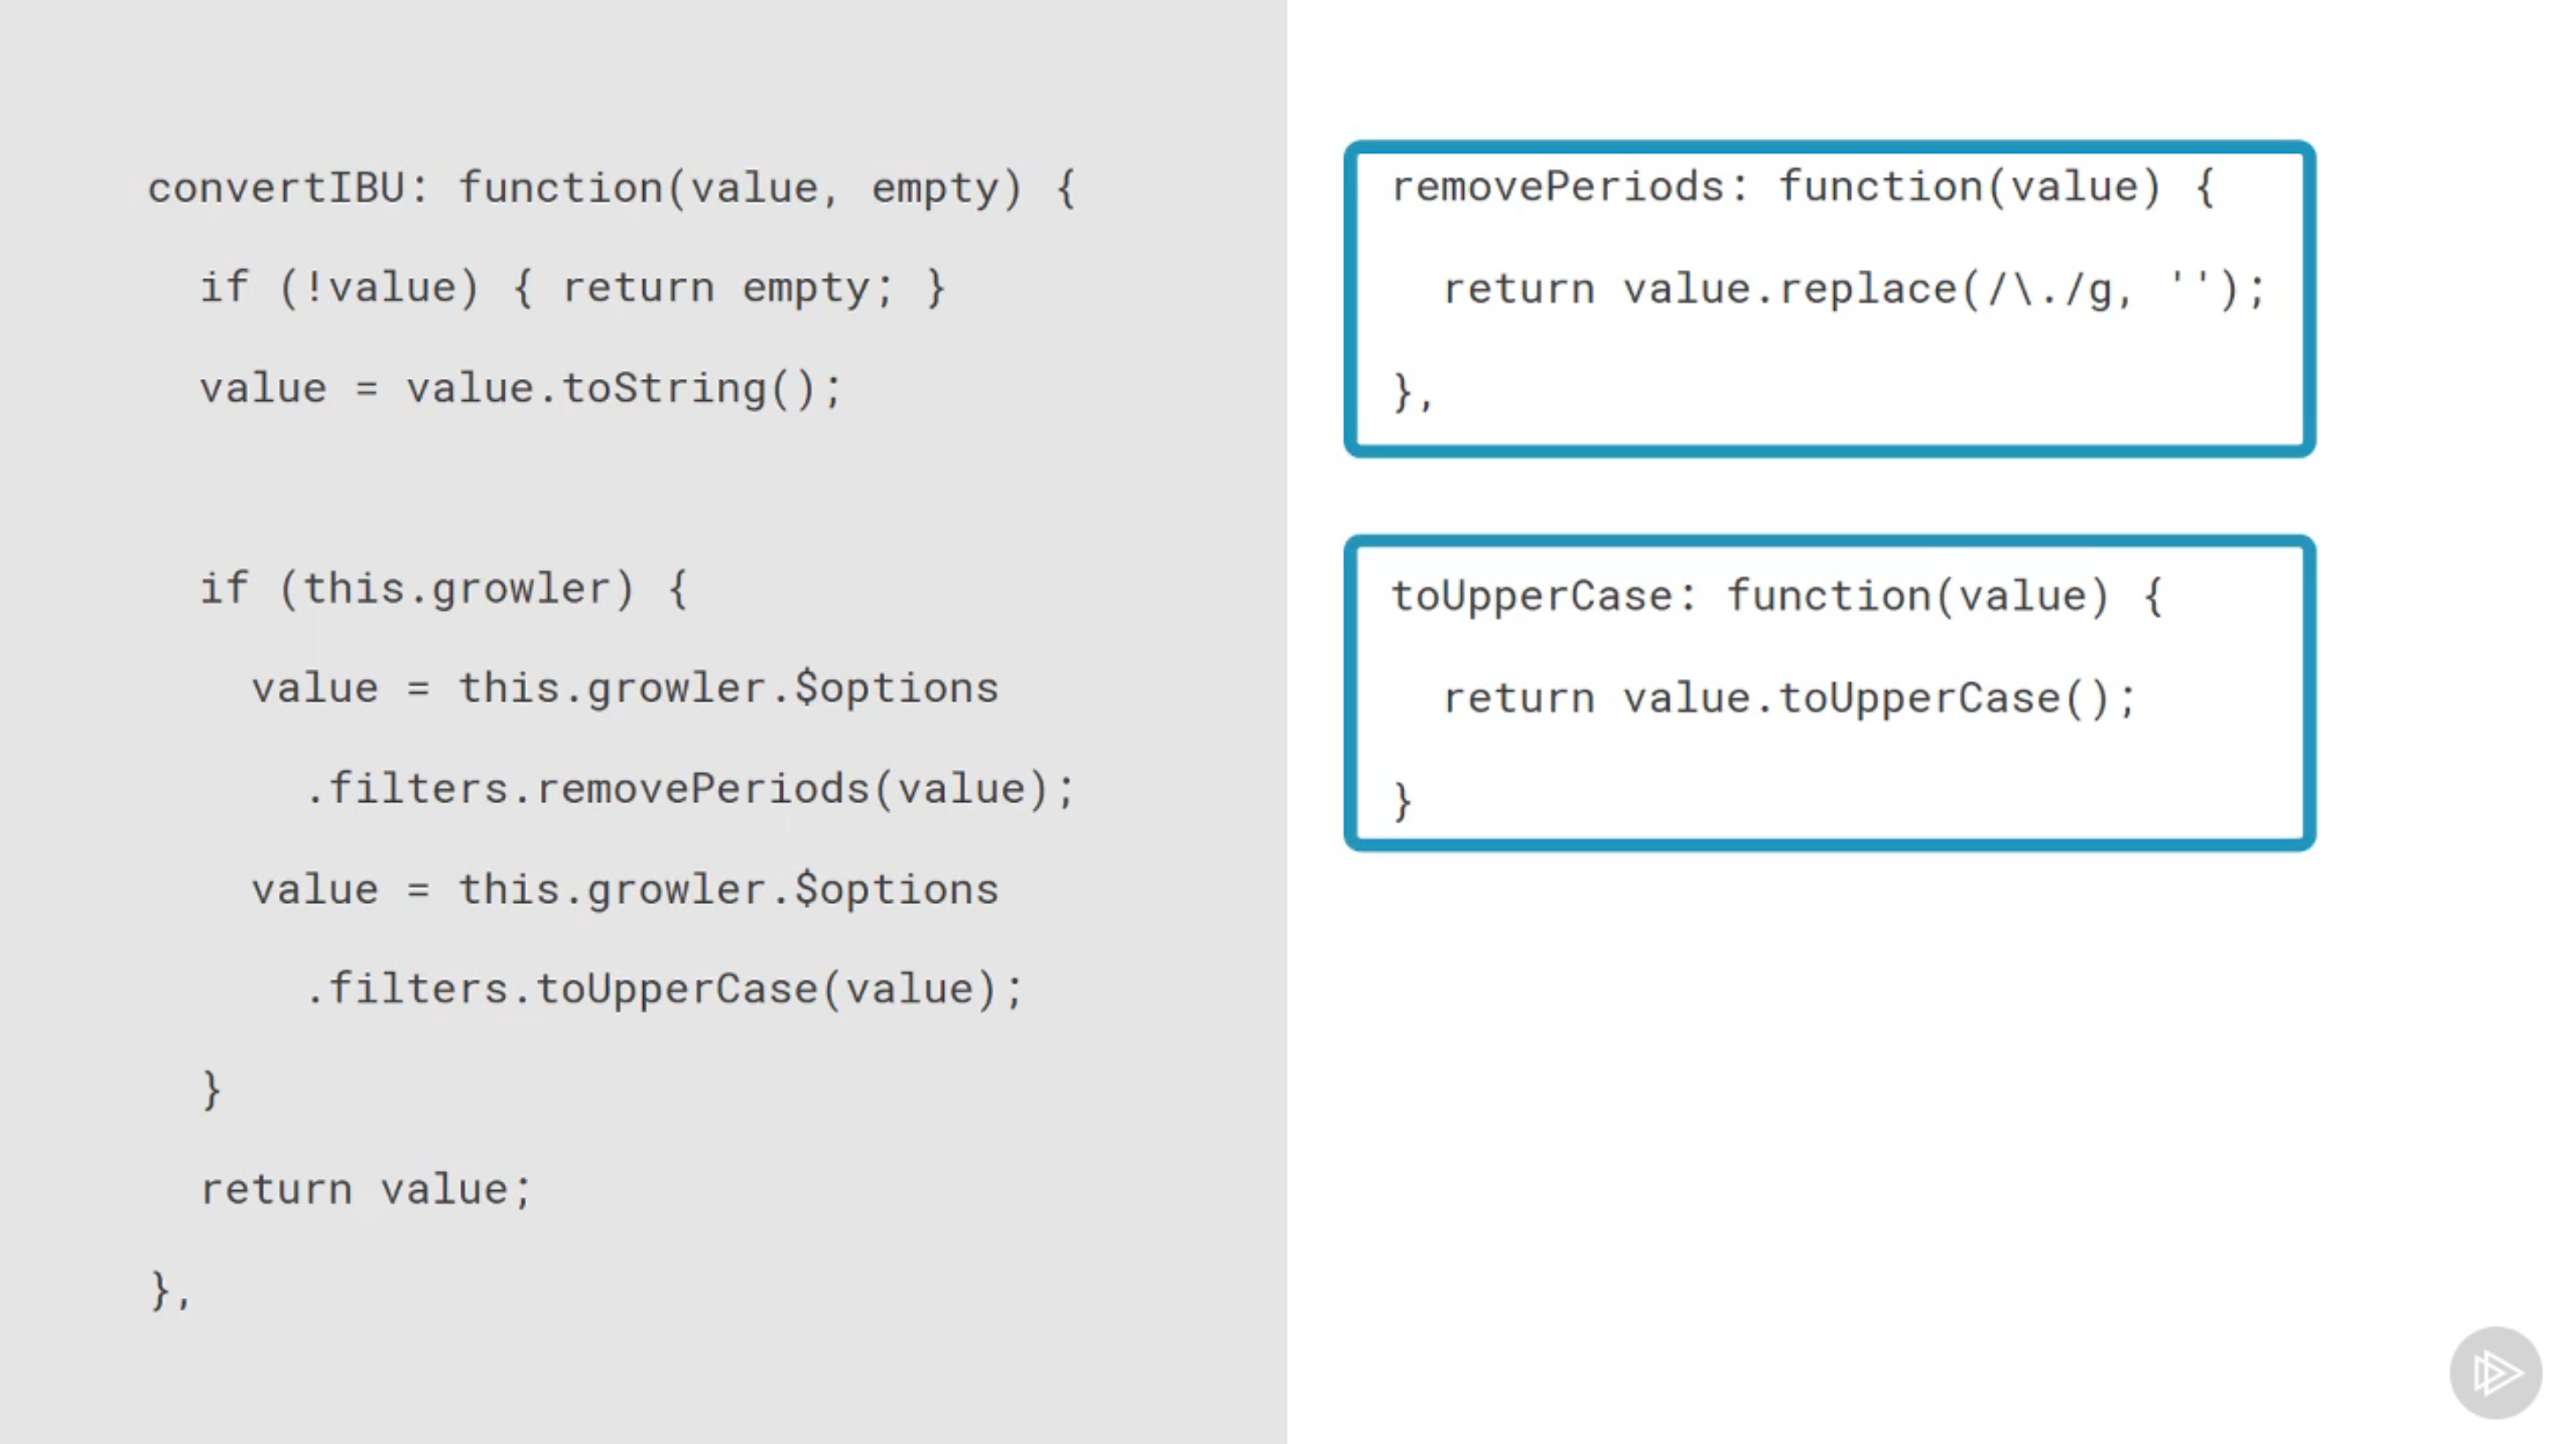 convertIBU: function(value, empty) {
if (!value) { return empty; }
value = value.toString();
if (this.growler) {
value = this.growler.$options
.filters.removePeriods(value);
value = this.growler.$options
.filters.toUpperCase(value);
}
return value;
},
removePeriods: function(value) {
return value.replace(/\./g, '');
},
toUpperCase: function(value) {
return value.toUpperCase();
}